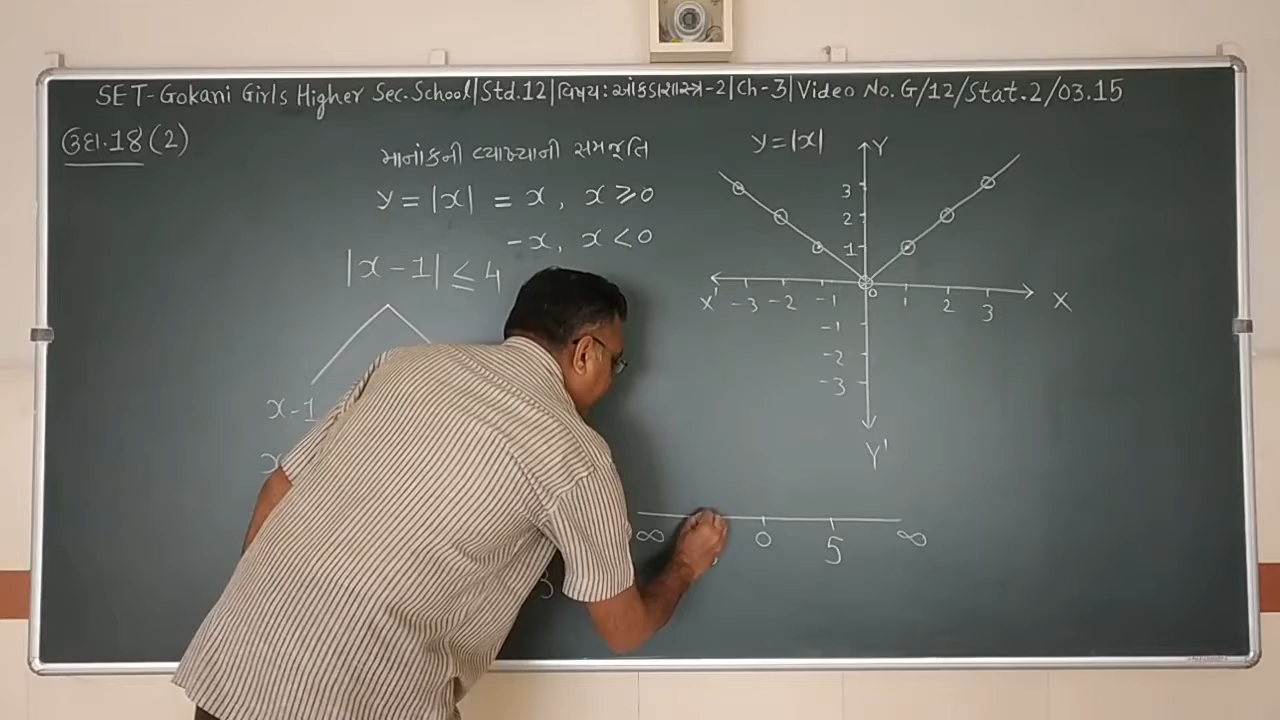 SET-Gokani Girls Higher Sec. School|Std.12|વિષય: આંકડાશાસ્ત્ર-2|Ch-3|Video No. G/12/Stat.2/03.15
ઉદા.18(2)
માનાંકની વ્યાખ્યાની સમજૂતિ
y = |x| = x, x ⩾ 0
-x, x < 0
|x - 1| ≤ 4
x-1
x
3
y = |x|
Y
3
2
1
X' -3 -2 -1 0 1 2 3 X
-1
-2
-3
Y'
∞ 0 5 ∞